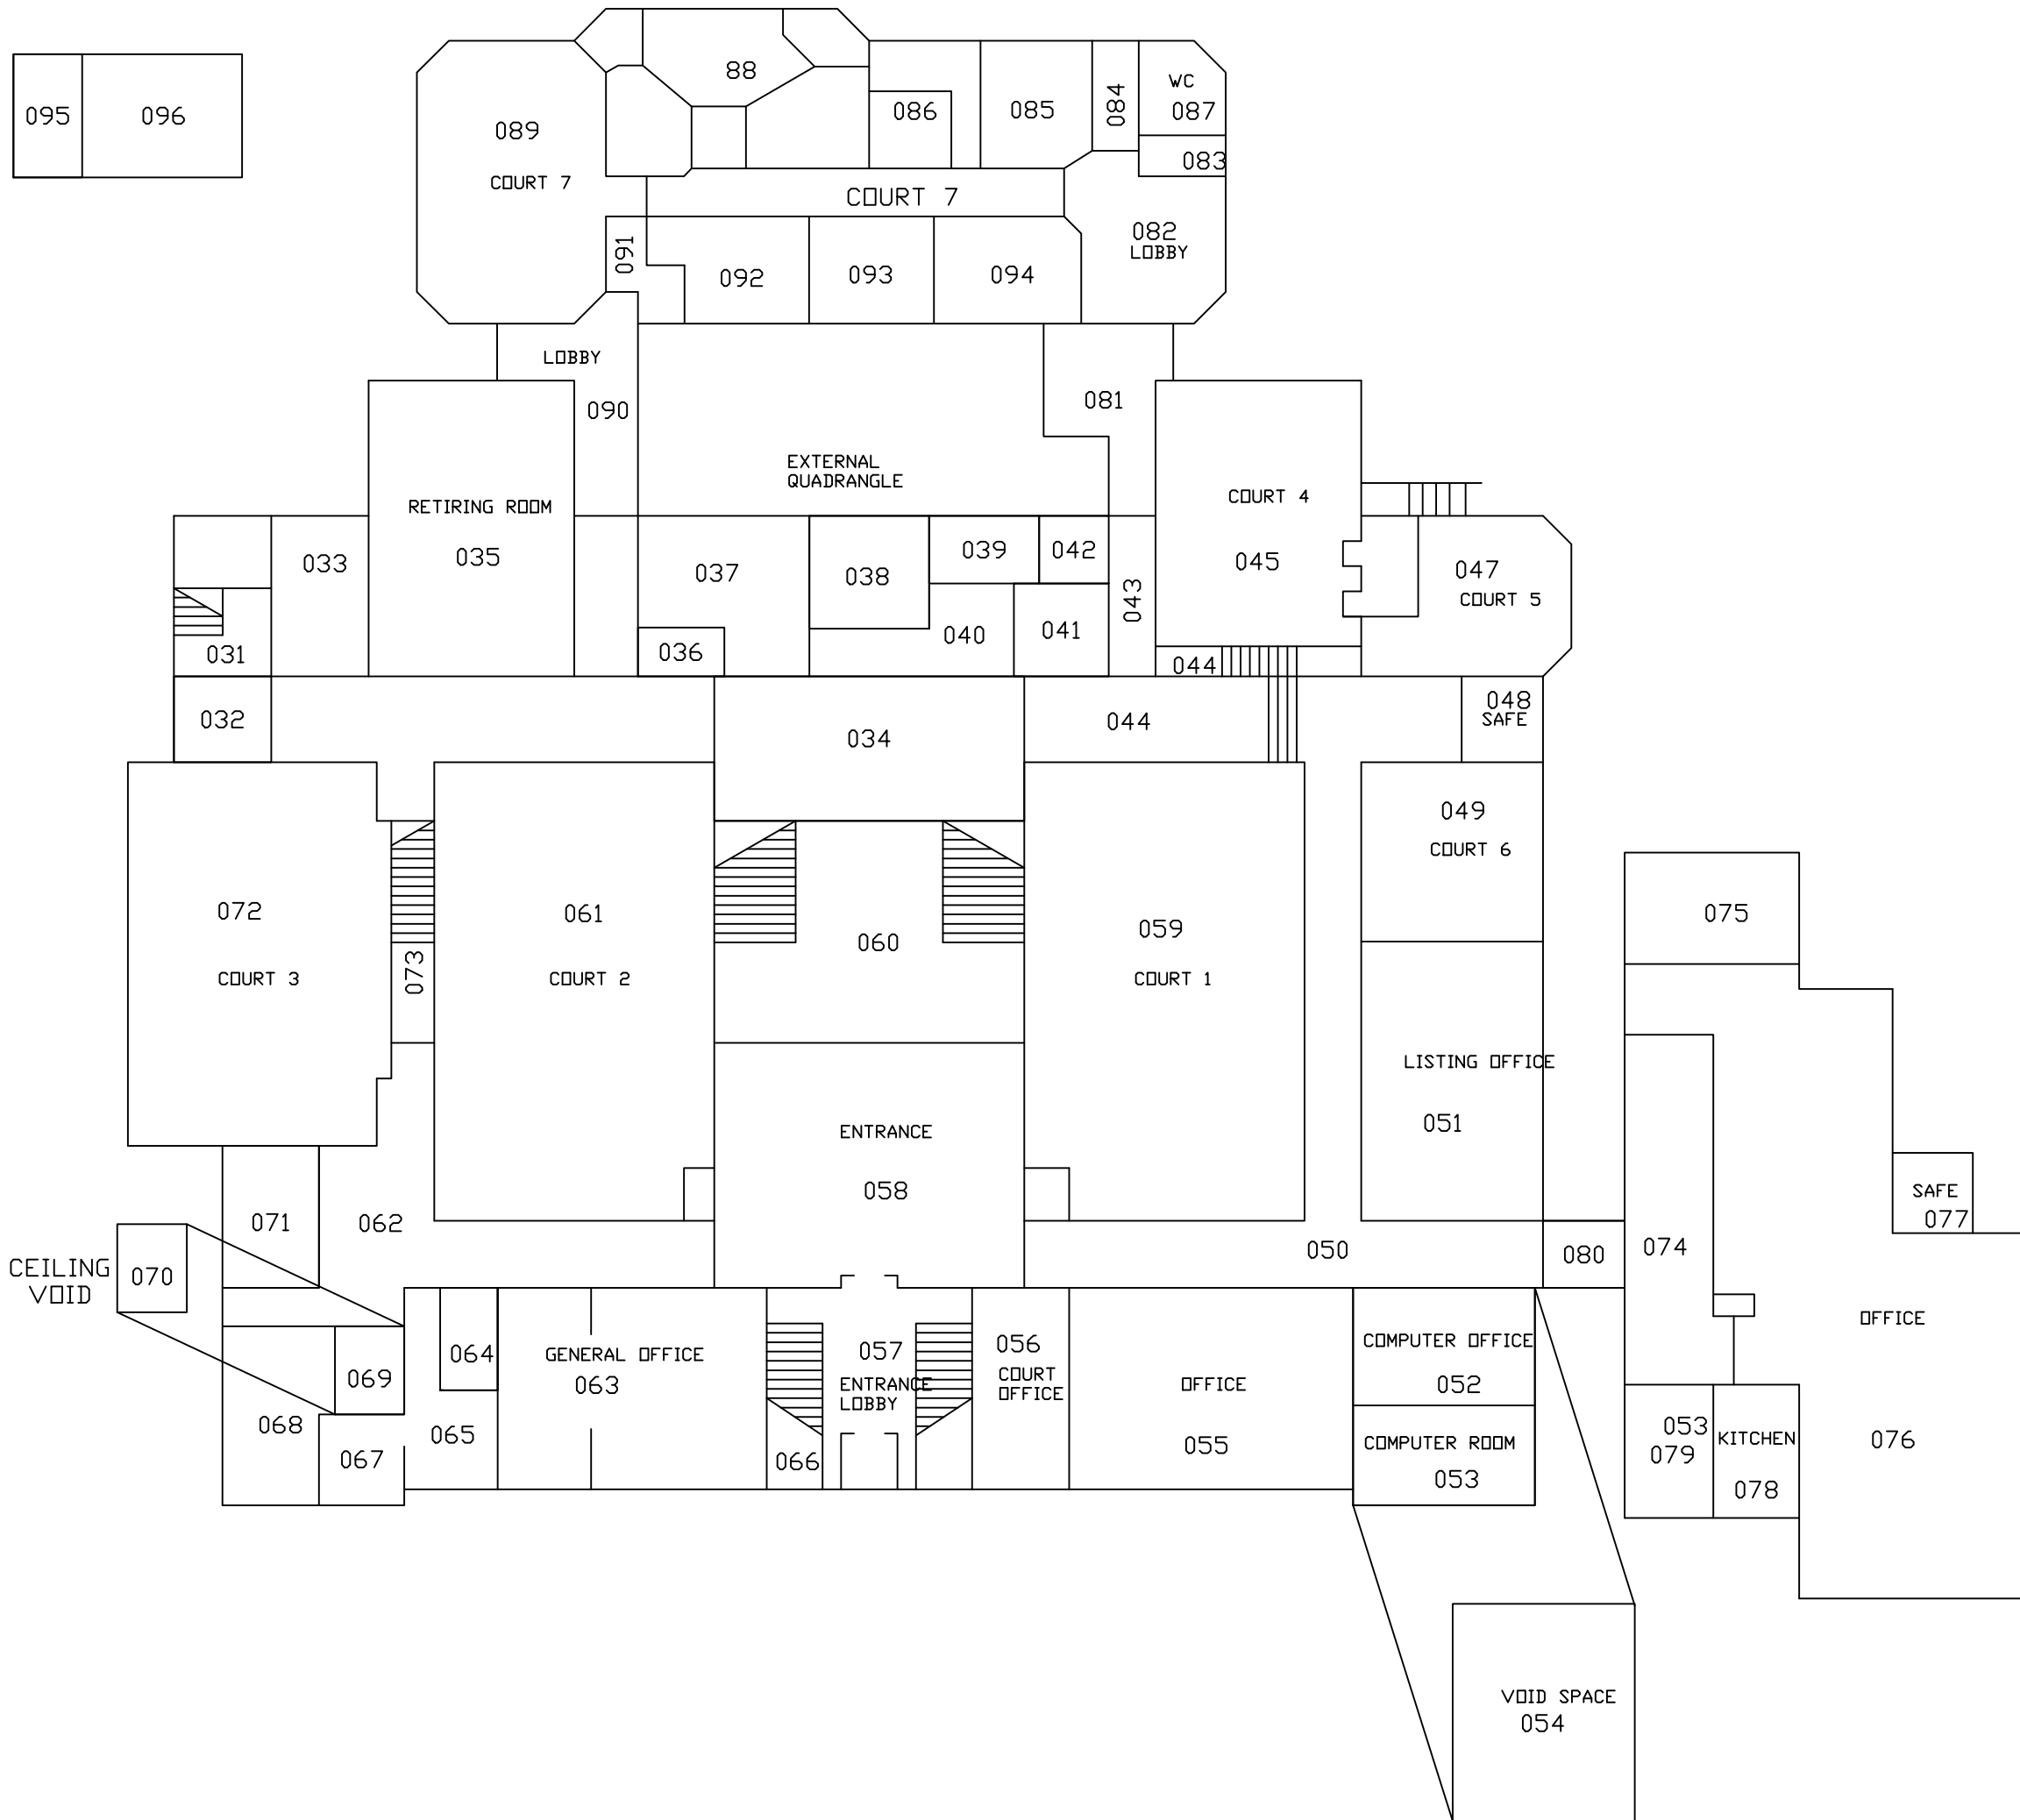 88
095
096
WC
086
085
084
087
089
083
COURT 7
COURT 7
082
LOBBY
091
092
093
094
LOBBY
090
081
EXTERNAL
QUADRANGLE
COURT 4
RETIRING ROOM
035
033
037
038
039
042
045
047
COURT 5
043
031
036
040
041
044
032
034
044
048
SAFE
049
COURT 6
072
061
060
059
075
073
COURT 3
COURT 2
COURT 1
LISTING OFFICE
051
ENTRANCE
058
SAFE
077
071
062
050
080
074
CEILING
VOID
070
OFFICE
064
GENERAL OFFICE
063
057
ENTRANCE
LOBBY
056
COURT
OFFICE
OFFICE
COMPUTER OFFICE
052
069
068
065
067
066
055
COMPUTER ROOM
053
053
079
KITCHEN
078
076
VOID SPACE
054